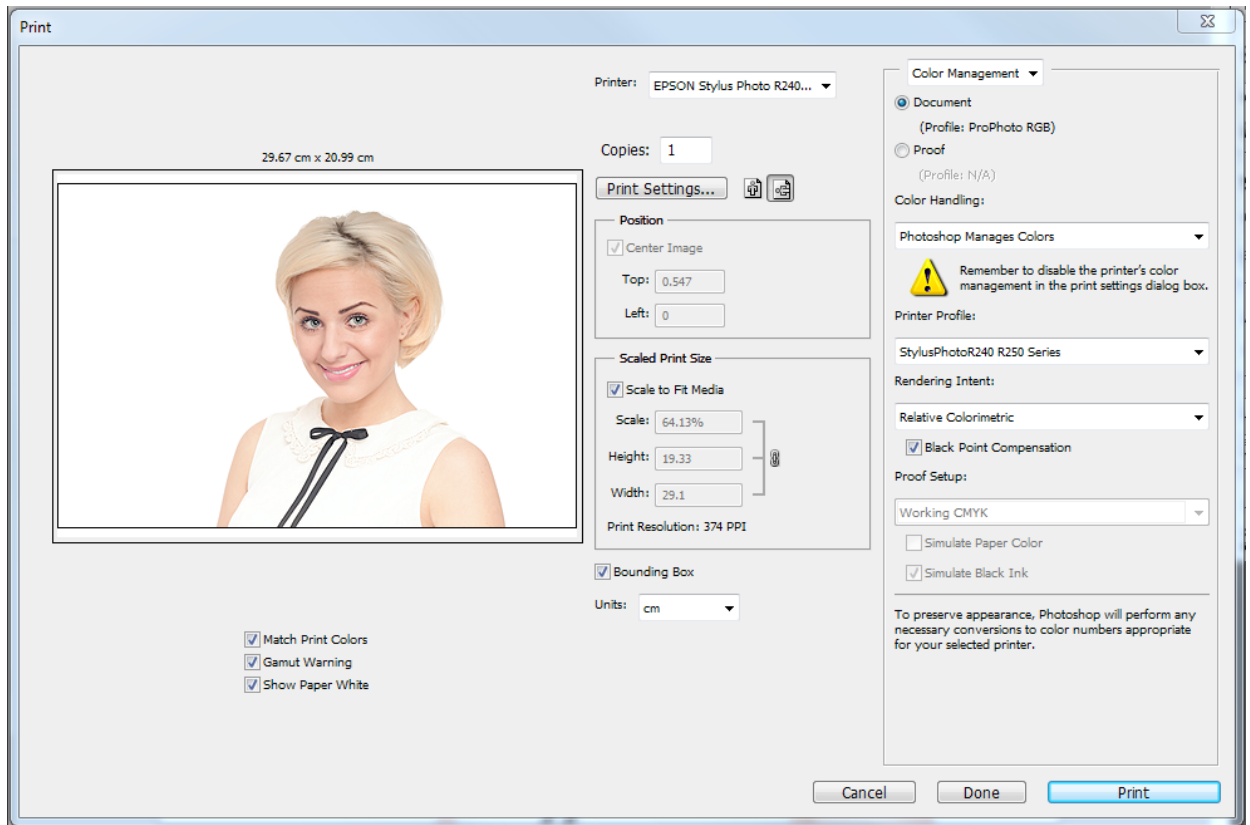 Print
29.67 cm x 20.99 cm
Match Print Colors
Gamut Warning
Show Paper White
Printer: EPSON Stylus Photo R240...
Copies: 1
Print Settings...
Position
Center Image
Top: 0.547
Left: 0
Scaled Print Size
Scale to Fit Media
Scale: 64.13%
Height: 19.33
Width: 29.1
Print Resolution: 374 PPI
Bounding Box
Units: cm
Color Management
Document
(Profile: ProPhoto RGB)
Proof
(Profile: N/A)
Color Handling:
Photoshop Manages Colors
Remember to disable the printer's color
management in the print settings dialog box.
Printer Profile:
StylusPhotoR240 R250 Series
Rendering Intent:
Relative Colorimetric
Black Point Compensation
Proof Setup:
Working CMYK
Simulate Paper Color
Simulate Black Ink
To preserve appearance, Photoshop will perform any
necessary conversions to color numbers appropriate
for your selected printer.
Cancel
Done
Print